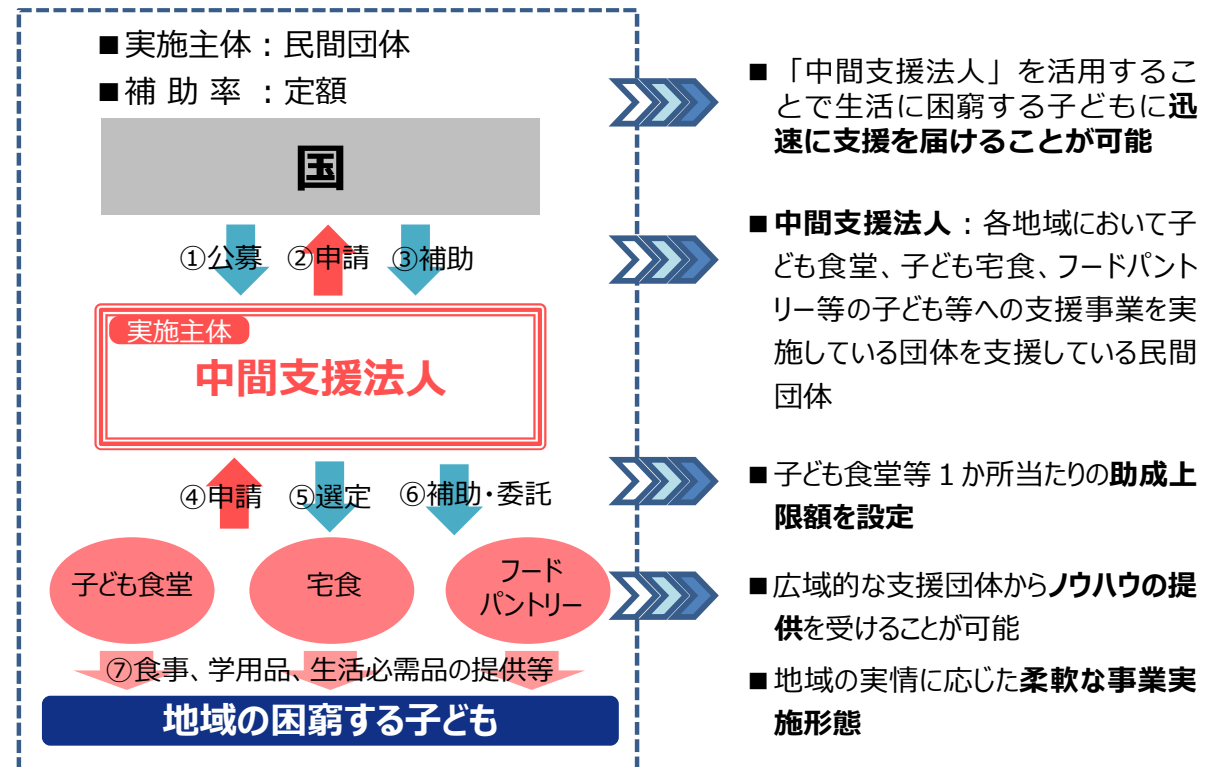 ■実施主体：民間団体
■補 助 率 ：定額
国
①公募 ②申請 ③補助
実施主体
中間支援法人
④申請 ⑤選定 ⑥補助・委託
子ども食堂
宅食
フード
パントリー
⑦食事、学用品、生活必需品の提供等
地域の困窮する子ども
■「中間支援法人」を活用するこ
とで生活に困窮する子どもに迅
速に支援を届けることが可能
■中間支援法人：各地域において子
ども食堂、子ども宅食、フードパント
リー等の子ども等への支援事業を実
施している団体を支援している民間
団体
■子ども食堂等１か所当たりの助成上
限額を設定
■広域的な支援団体からノウハウの提
供を受けることが可能
■地域の実情に応じた柔軟な事業実
施形態